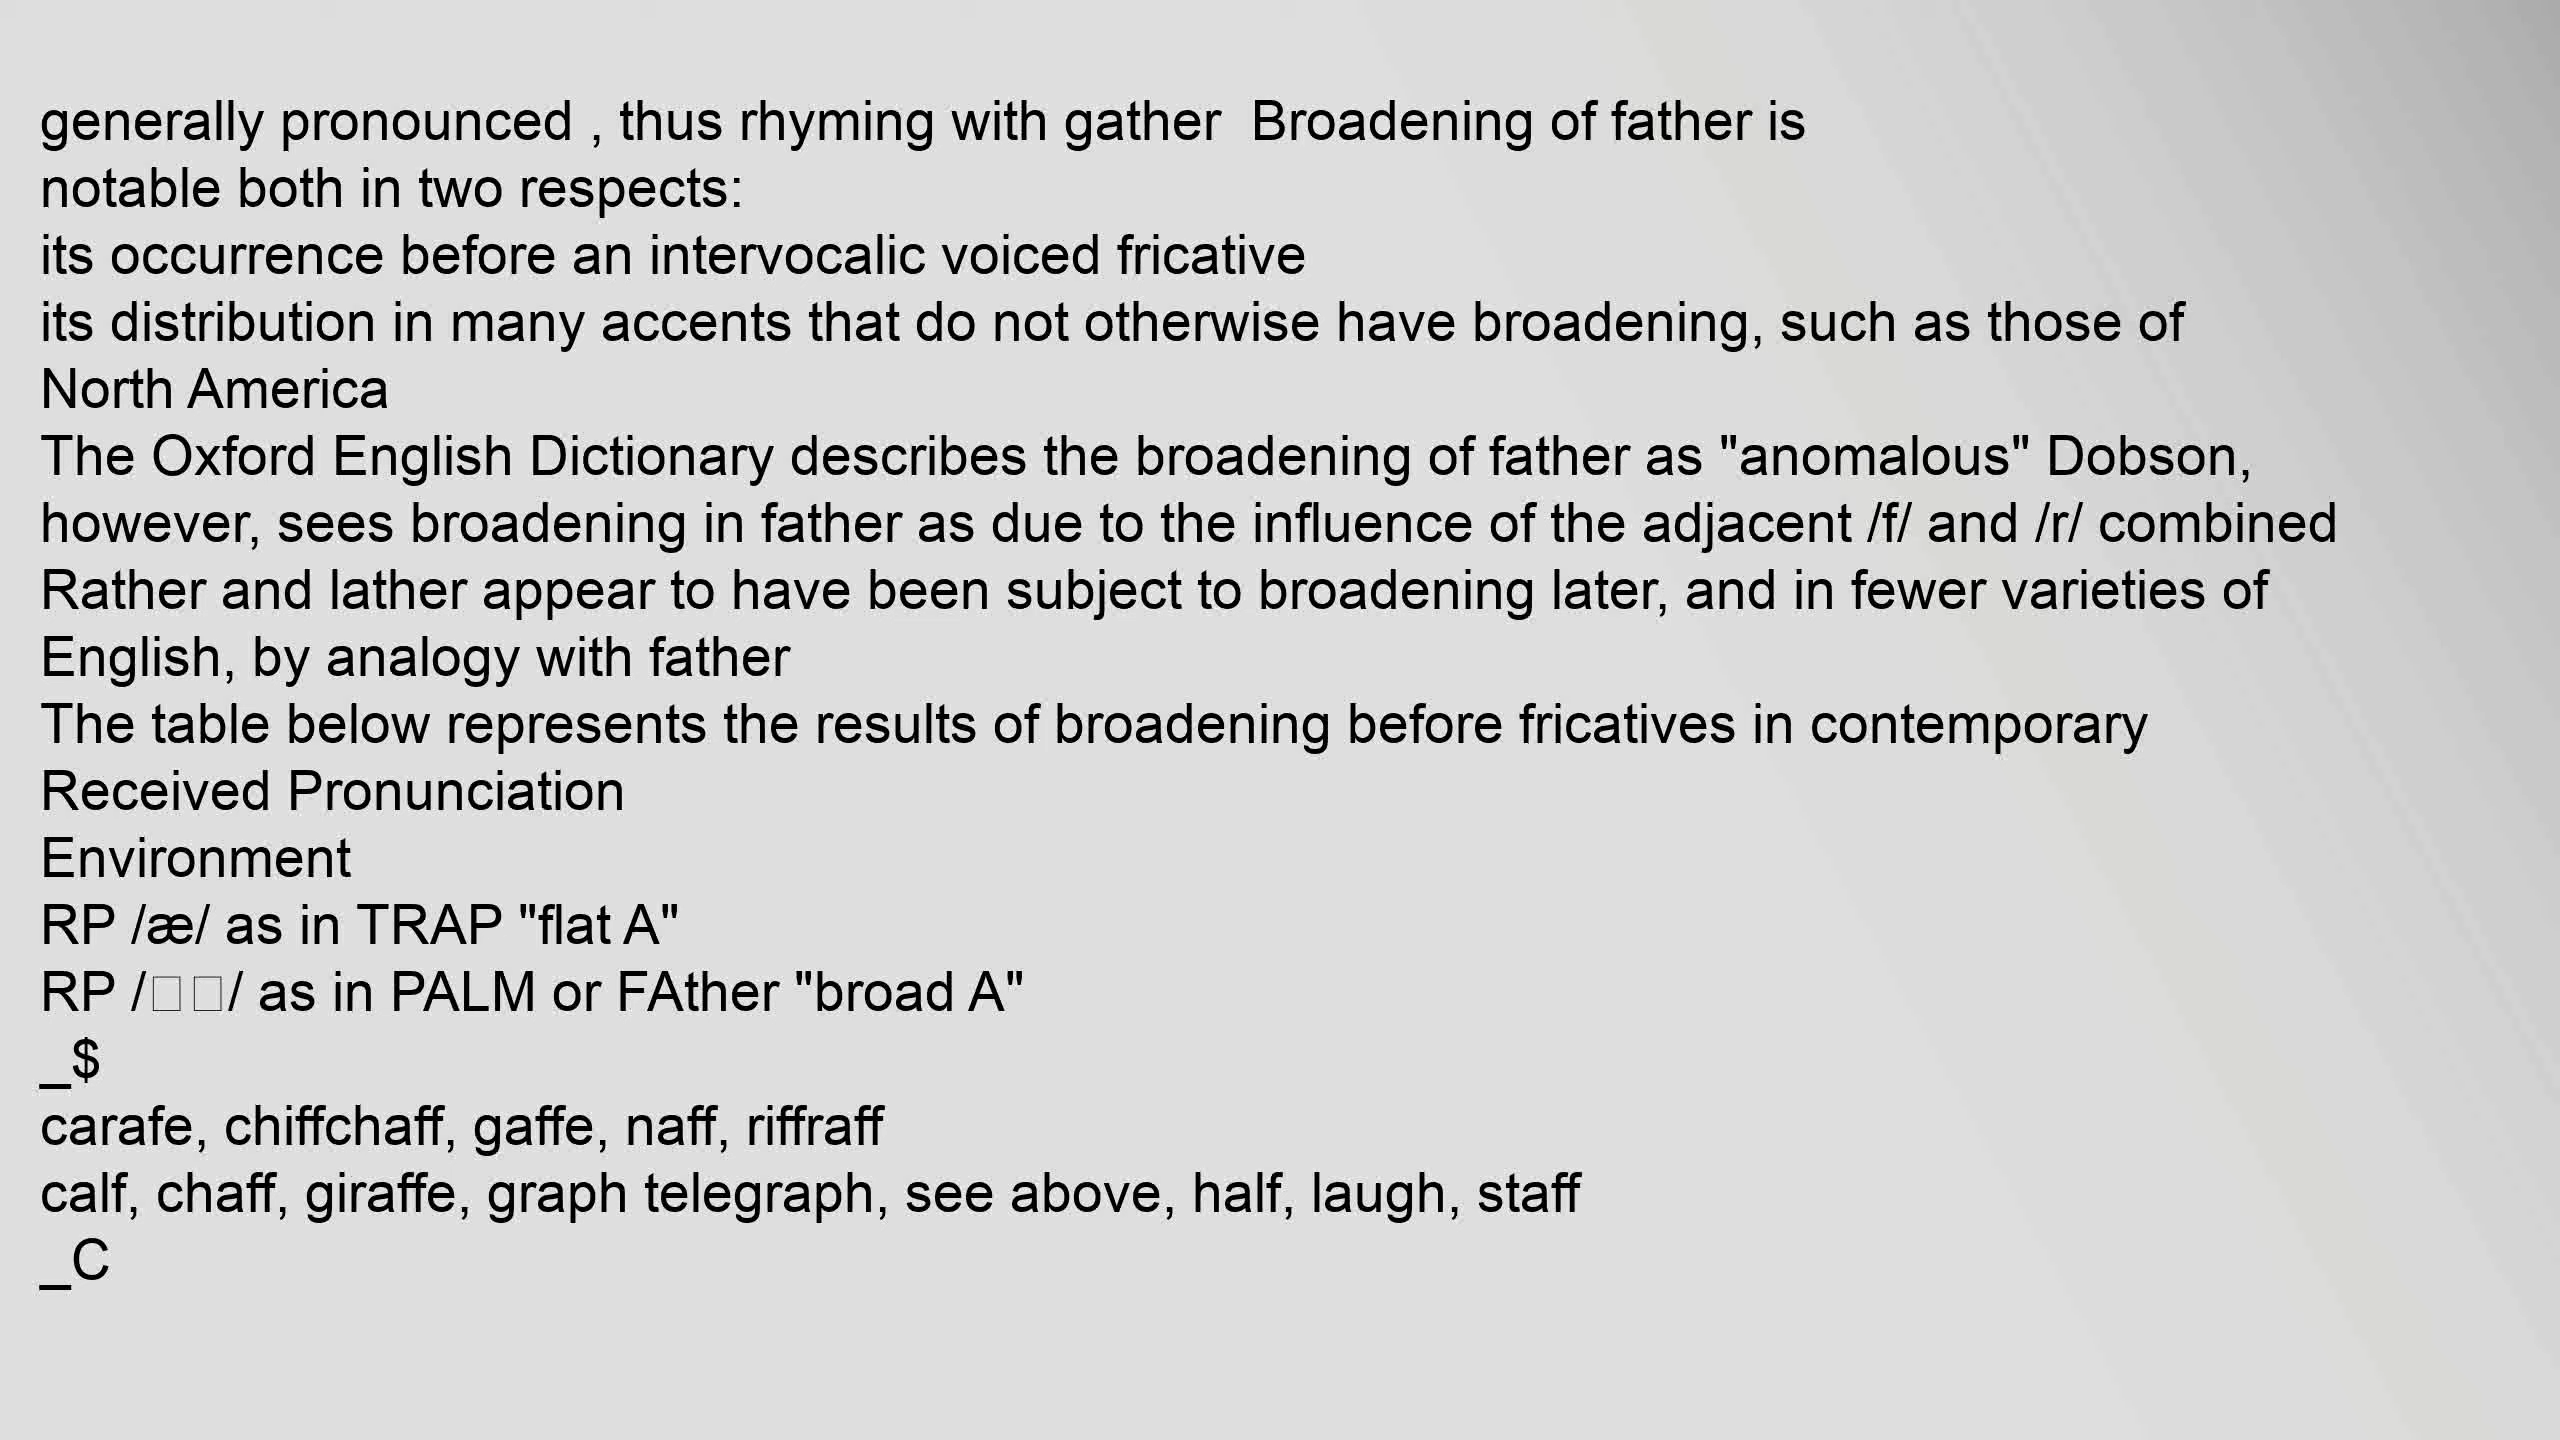 generally pronounced , thus rhyming with gather  Broadening of father is
notable both in two respects:
its occurrence before an intervocalic voiced fricative
its distribution in many accents that do not otherwise have broadening, such as those of
North America
The Oxford English Dictionary describes the broadening of father as "anomalous" Dobson,
however, sees broadening in father as due to the influence of the adjacent /f/ and /r/ combined
Rather and lather appear to have been subject to broadening later, and in fewer varieties of
English, by analogy with father
The table below represents the results of broadening before fricatives in contemporary
Received Pronunciation
Environment
RP /æ/ as in TRAP "flat A"
RP /□□/ as in PALM or FAther "broad A"
_$
carafe, chiffchaff, gaffe, naff, riffraff
calf, chaff, giraffe, graph telegraph, see above, half, laugh, staff
_C